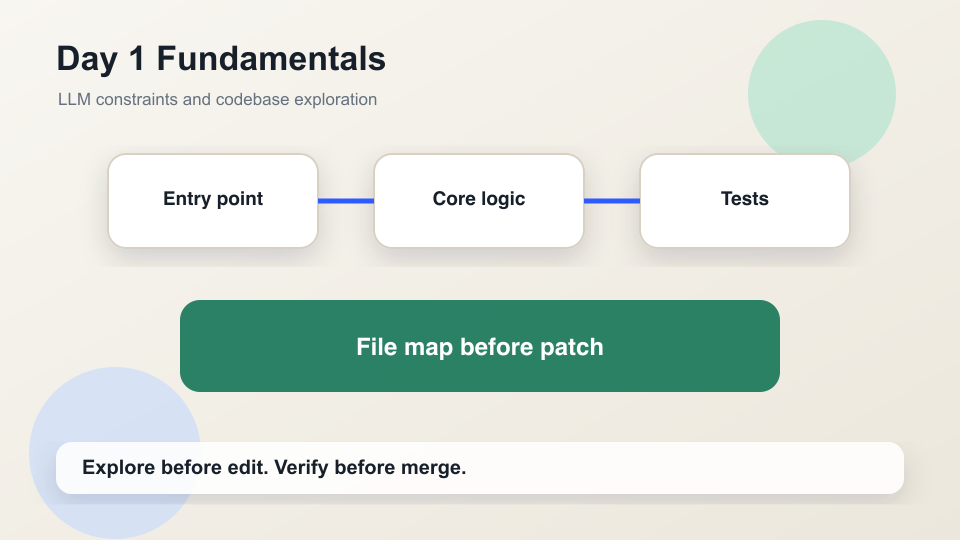 Day 1 Fundamentals
LLM constraints and codebase exploration
Entry point
Core logic
Tests
File map before patch
Explore before edit. Verify before merge.